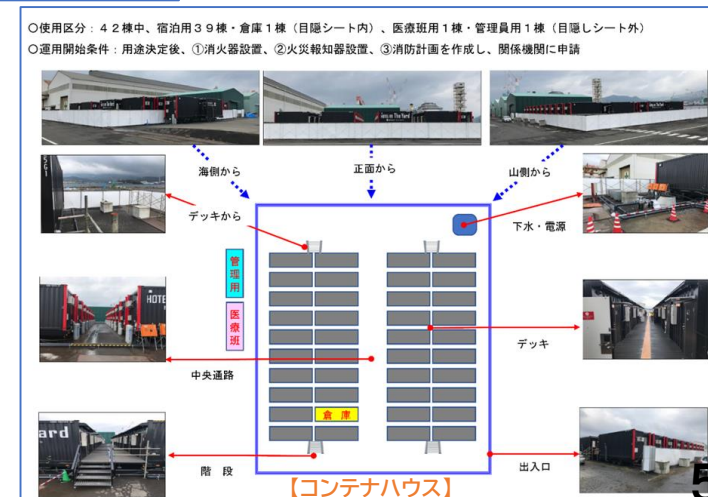 ○使用区分：４２棟中、宿泊用３９棟・倉庫１棟（目隠シート内）、医療班用１棟・管理員用１棟（目隠しシート外）
○運用開始条件：用途決定後、①消火器設置、②火災報知器設置、③消防計画を作成し、関係機関に申請
海側から
正面から
山側から
デッキから
下水・電源
管理用
医療班
HOTE
デッキ
中央通路
倉庫
ard
階段
出入口
【コンテナハウス】
5